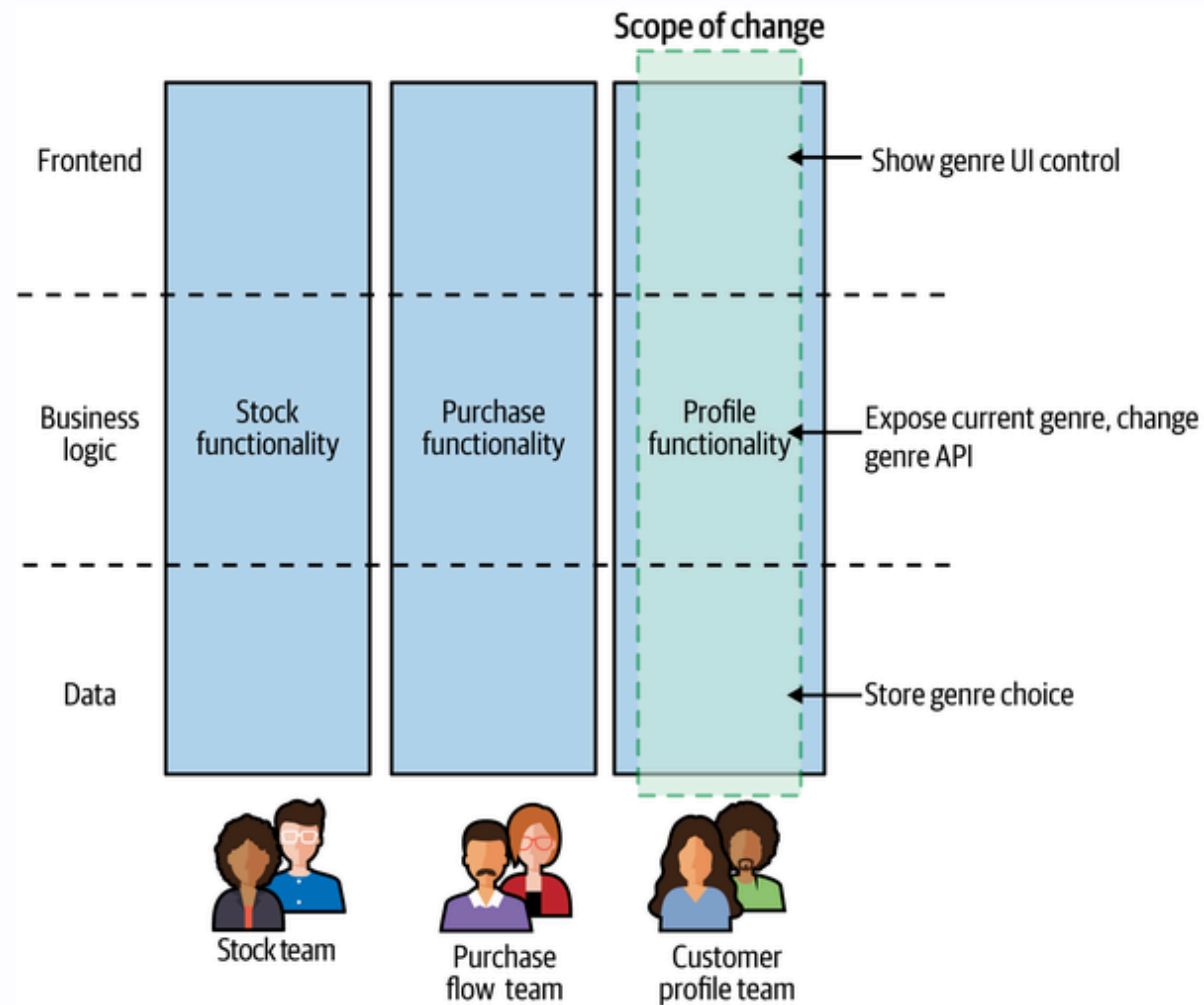 Scope of change
Frontend
Show genre UI control
Business
logic
Stock
functionality
Purchase
functionality
Profile
functionality
Expose current genre, change
genre API
Data
Store genre choice
Stock team
Purchase
flow team
Customer
profile team